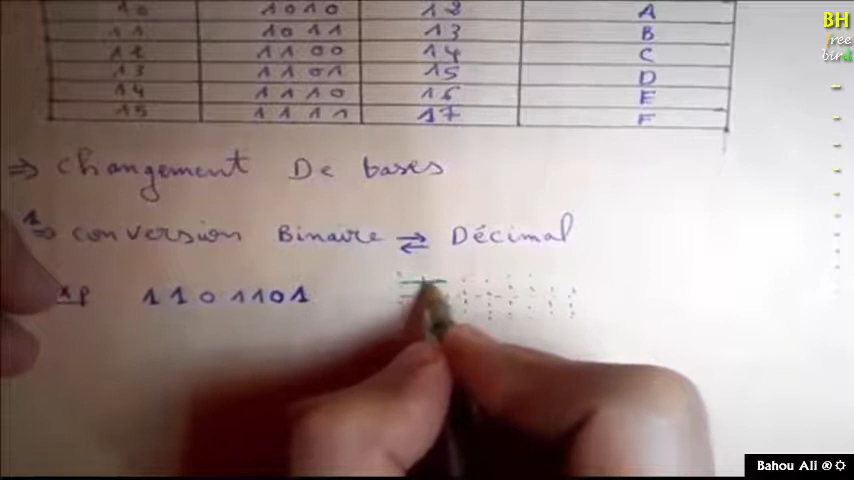 10 1010 12 A
11 1011 13 B
12 1100 14 C
13 1101 15 D
14 1110 16 E
15 1111 17 F
⇒ changement De bases
1⇒ conversion Binaire ⇄ Décimal
1101101
BH
free
bird
Bahou Ali ®